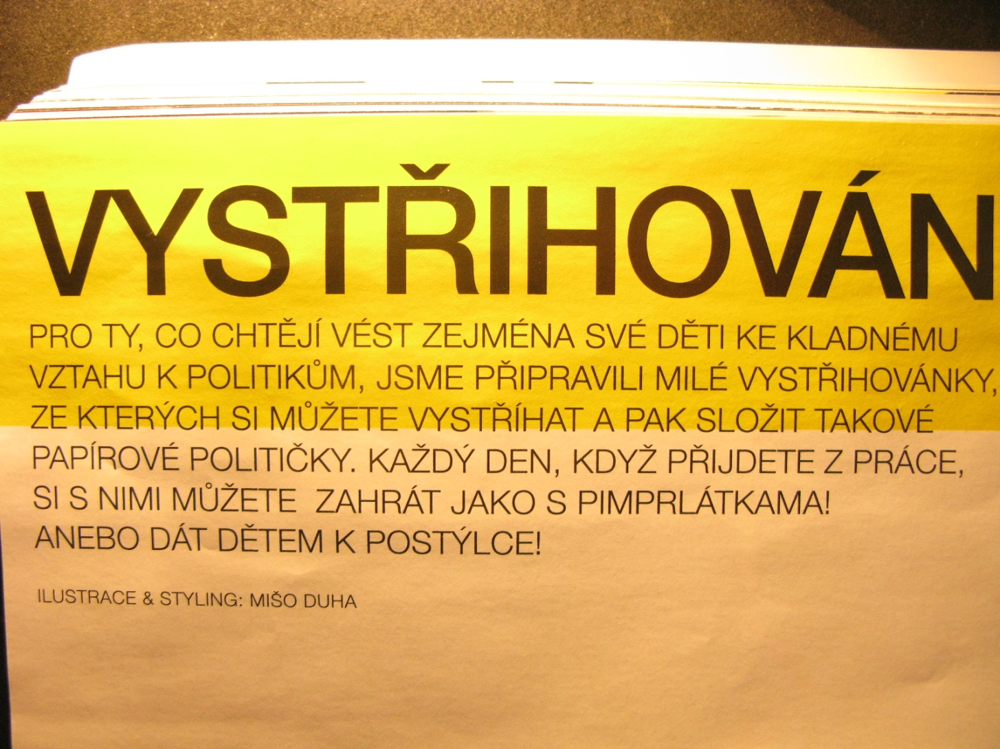 VYSTŘIHOVÁN
PRO TY, CO CHTĚJÍ VÉST ZEJMÉNA SVÉ DĚTI KE KLADNÉMU
VZTAHU K POLITIKŮM, JSME PŘIPRAVILI MILÉ VYSTŘIHOVÁNKY,
ZE KTERÝCH SI MŮŽETE VYSTŘÍHAT A PAK SLOŽIT TAKOVÉ
PAPÍROVÉ POLITIČKY. KAŽDÝ DEN, KDYŽ PŘIJDETE Z PRÁCE,
SI S NIMI MŮŽETE ZAHRÁT JAKO S PIMPRLÁTKAMA!
ANEBO DÁT DĚTEM K POSTÝLCE!
ILUSTRACE & STYLING: MIŠO DUHA